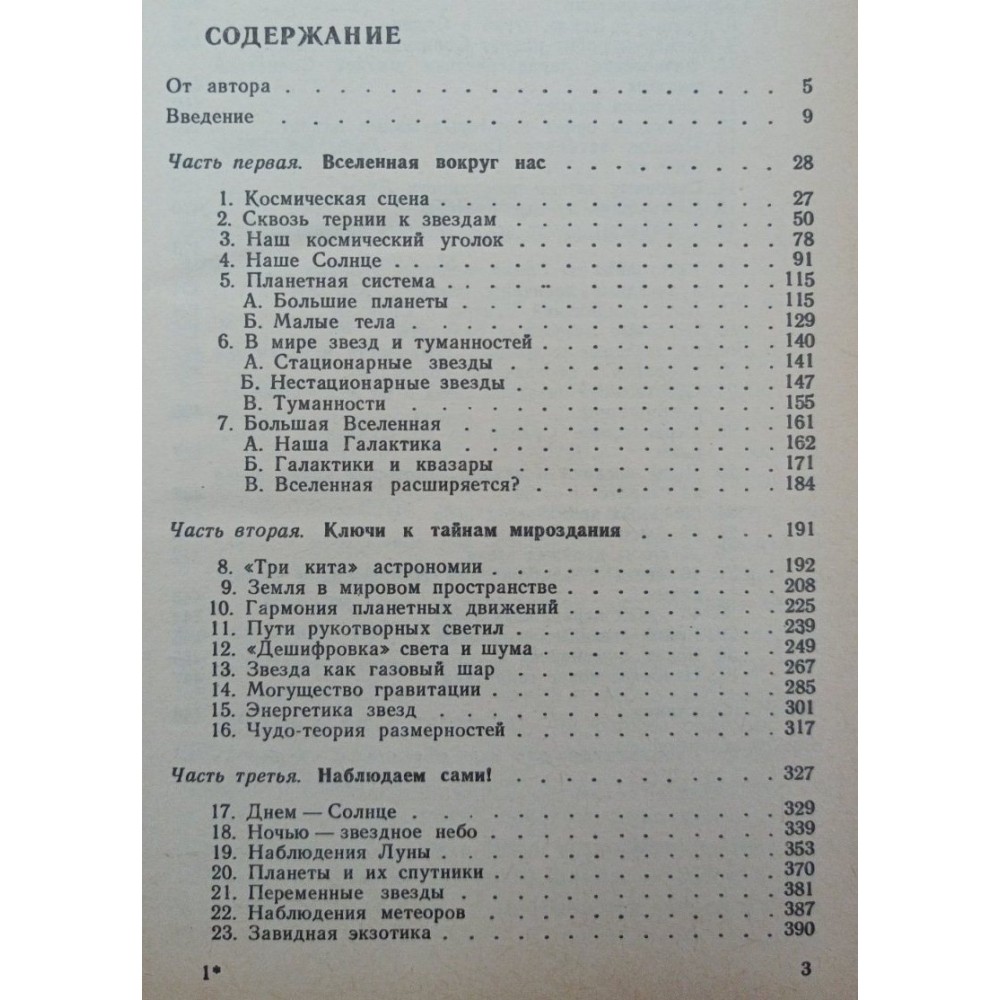 СОДЕРЖАНИЕ
От автора . . . . . . . . . . . . . . . . . . . . 5
Введение . . . . . . . . . . . . . . . . . . . . 9
Часть первая. Вселенная вокруг нас . . . . . . . . . 28
1. Космическая сцена . . . . . . . . . . . . . . 27
2. Сквозь тернии к звездам . . . . . . . . . . . . 50
3. Наш космический уголок . . . . . . . . . . . 78
4. Наше Солнце . . . . . . . . . . . . . . . . 91
5. Планетная система . . . . . . . . . . . . . . 115
А. Большие планеты . . . . . . . . . . . . . 115
Б. Малые тела . . . . . . . . . . . . . . . 129
6. В мире звезд и туманностей . . . . . . . . . . 140
А. Стационарные звезды . . . . . . . . . . . 141
Б. Нестационарные звезды . . . . . . . . . . 147
В. Туманности . . . . . . . . . . . . . . . 155
7. Большая Вселенная . . . . . . . . . . . . . 161
А. Наша Галактика . . . . . . . . . . . . . 162
Б. Галактики и квазары . . . . . . . . . . . 171
В. Вселенная расширяется? . . . . . . . . . . 184
Часть вторая. Ключи к тайнам мироздания . . . . . . 191
8. «Три кита» астрономии . . . . . . . . . . . . 192
9. Земля в мировом пространстве . . . . . . . . . 208
10. Гармония планетных движений . . . . . . . . . 225
11. Пути рукотворных светил . . . . . . . . . . . 239
12. «Дешифровка» света и шума . . . . . . . . . . 249
13. Звезда как газовый шар . . . . . . . . . . . 267
14. Могущество гравитации . . . . . . . . . . . . 285
15. Энергетика звезд . . . . . . . . . . . . . . 301
16. Чудо-теория размерностей . . . . . . . . . . . 317
Часть третья. Наблюдаем сами! . . . . . . . . . . . 327
17. Днем — Солнце . . . . . . . . . . . . . . . 329
18. Ночью — звездное небо . . . . . . . . . . . . 339
19. Наблюдения Луны . . . . . . . . . . . . . . 353
20. Планеты и их спутники . . . . . . . . . . . . 370
21. Переменные звезды . . . . . . . . . . . . . 381
22. Наблюдения метеоров . . . . . . . . . . . . 387
23. Завидная экзотика . . . . . . . . . . . . . . 390
1* 3